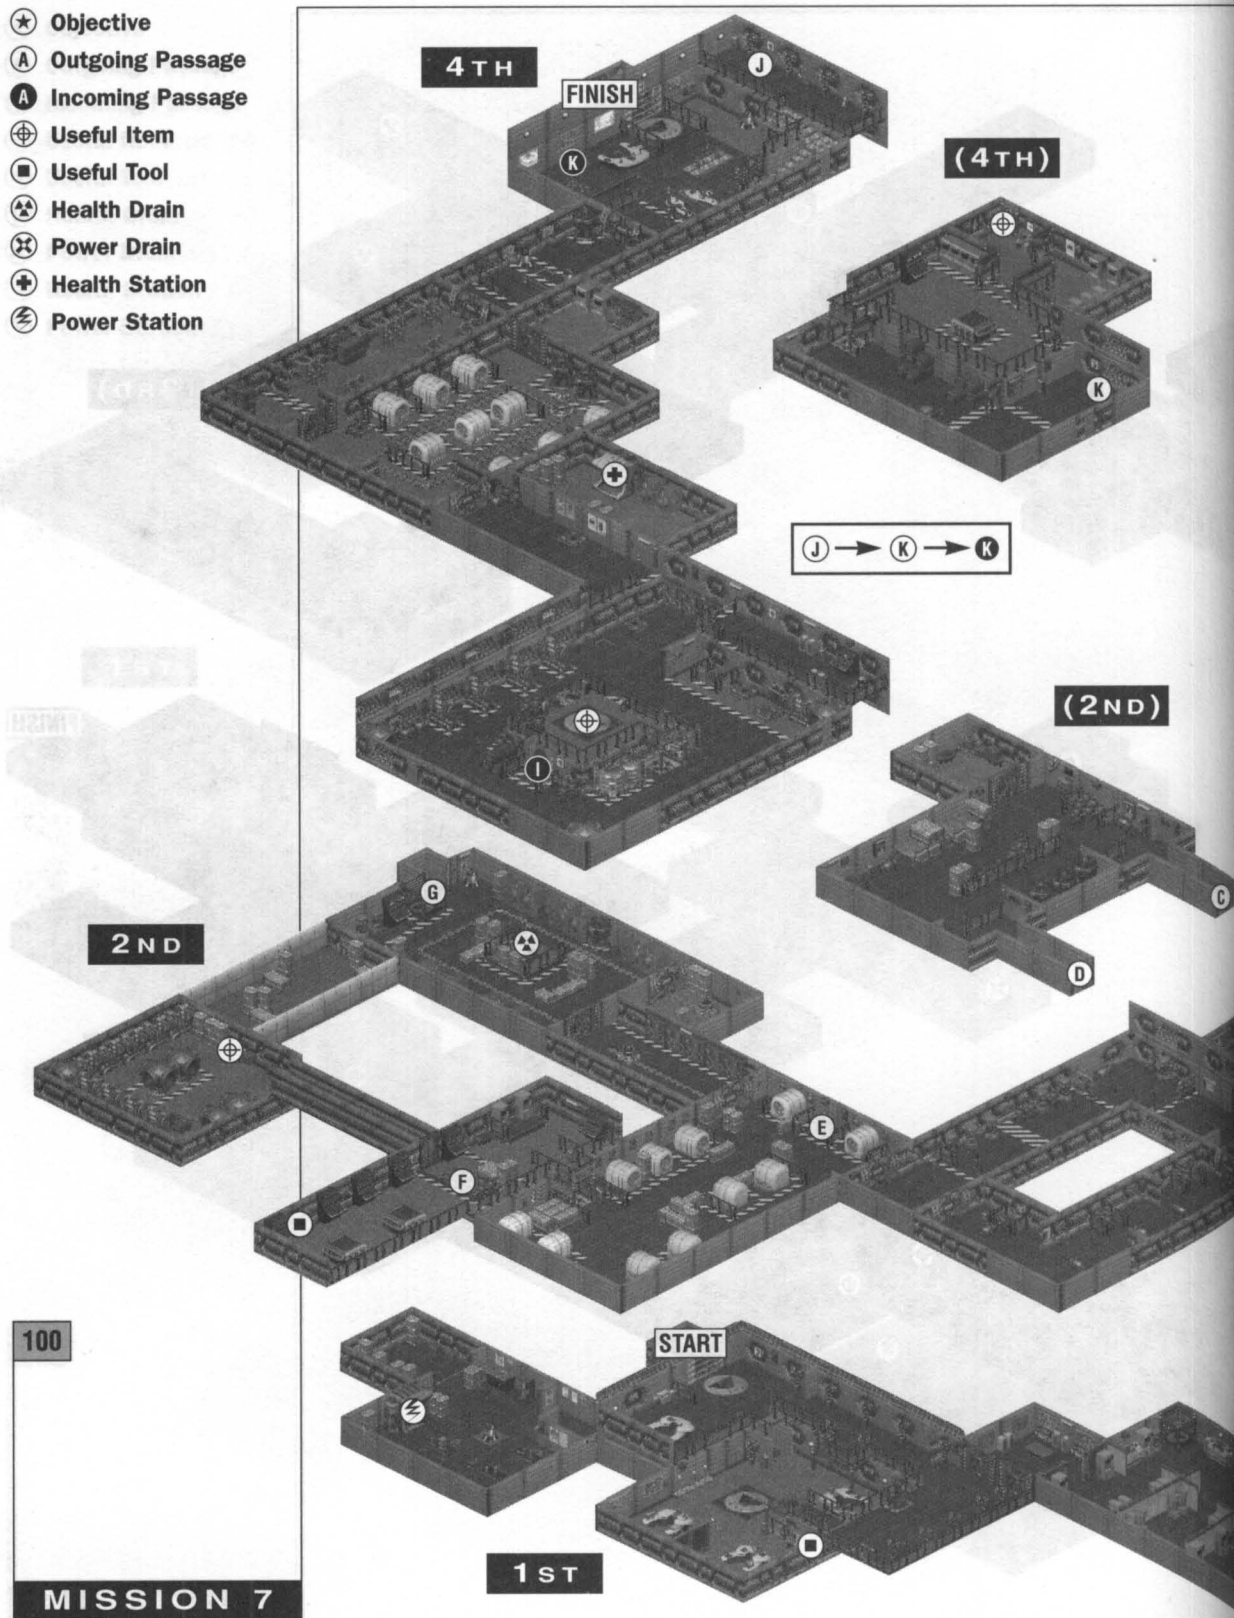 Objective
A Outgoing Passage
A Incoming Passage
Useful Item
Useful Tool
Health Drain
Power Drain
Health Station
Power Station
4TH
J
FINISH
K
(4TH)
K
J → K → K
I
(2ND)
C
D
G
2ND
E
F
100
START
1ST
MISSION 7